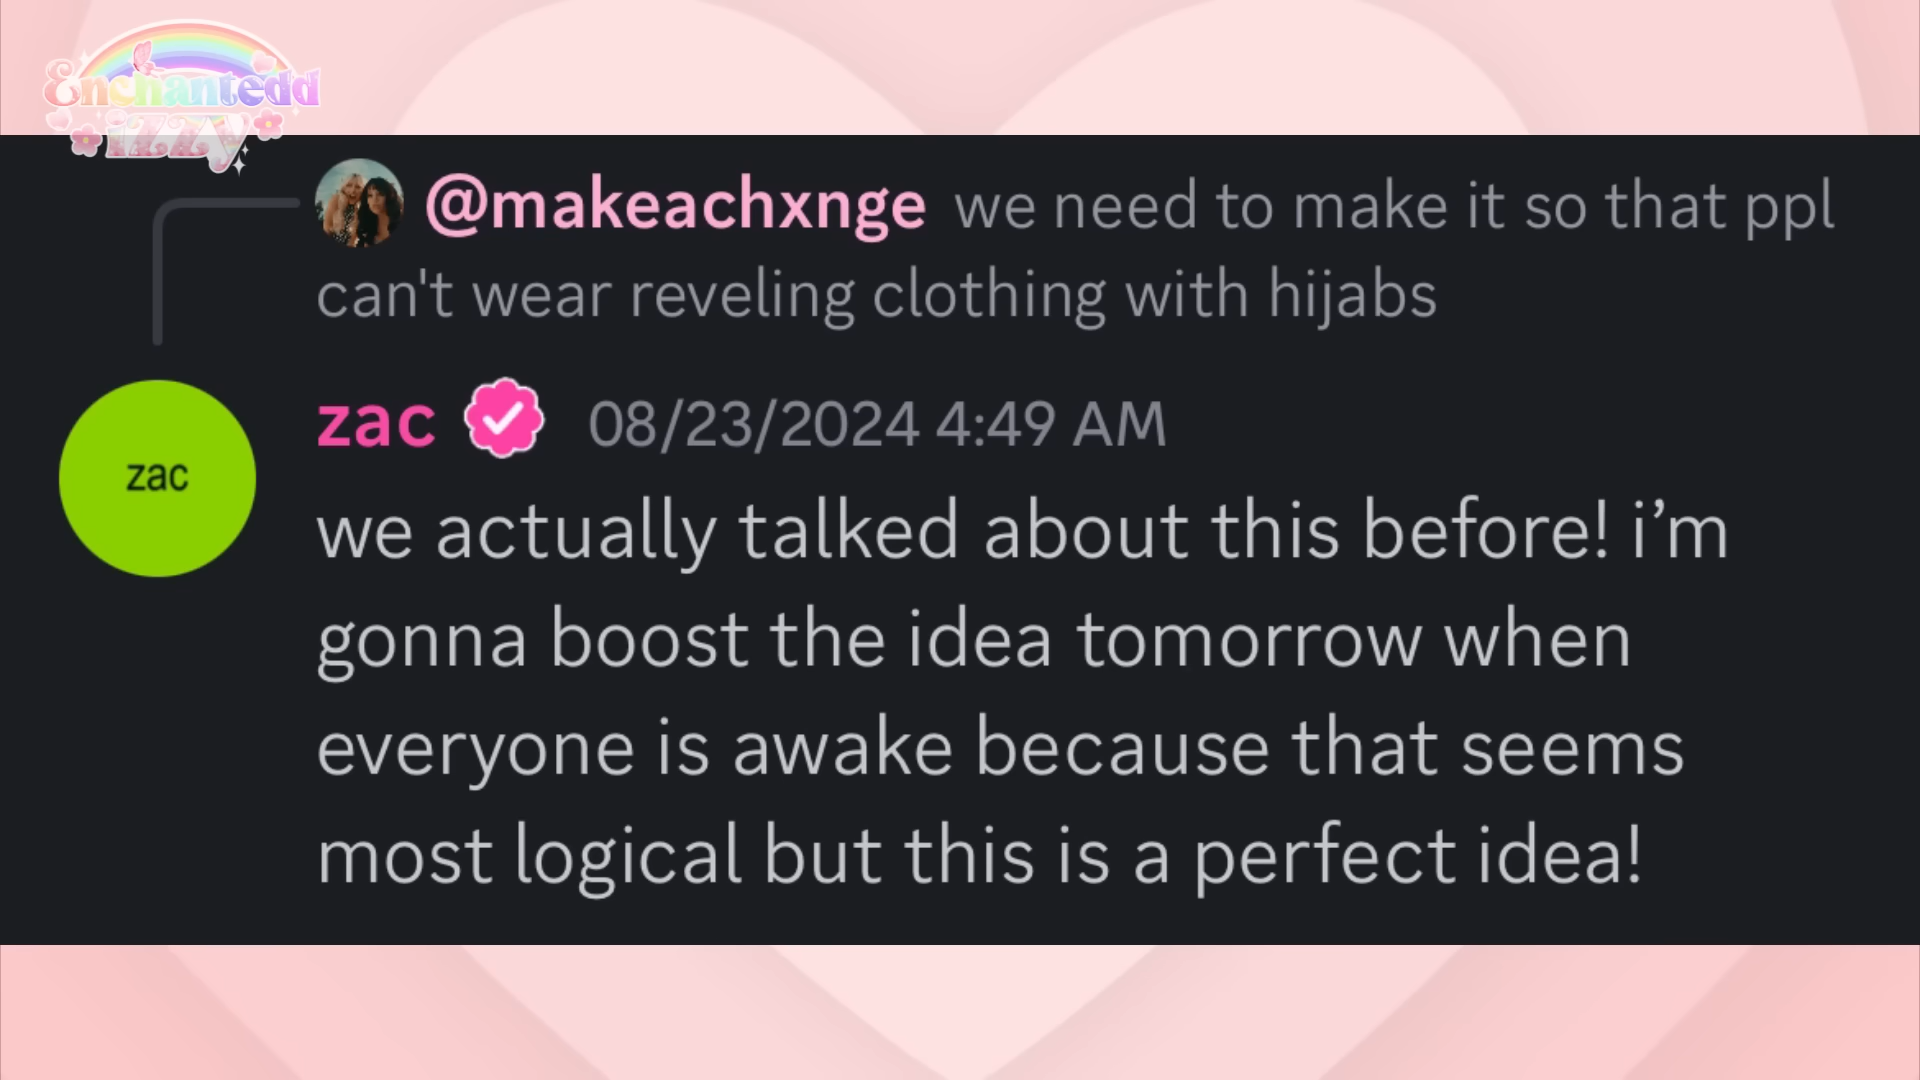 Enchantedd
izzy
@makeachxnge we need to make it so that ppl
can't wear reveling clothing with hijabs
zac
zac 08/23/2024 4:49 AM
we actually talked about this before! i’m
gonna boost the idea tomorrow when
everyone is awake because that seems
most logical but this is a perfect idea!